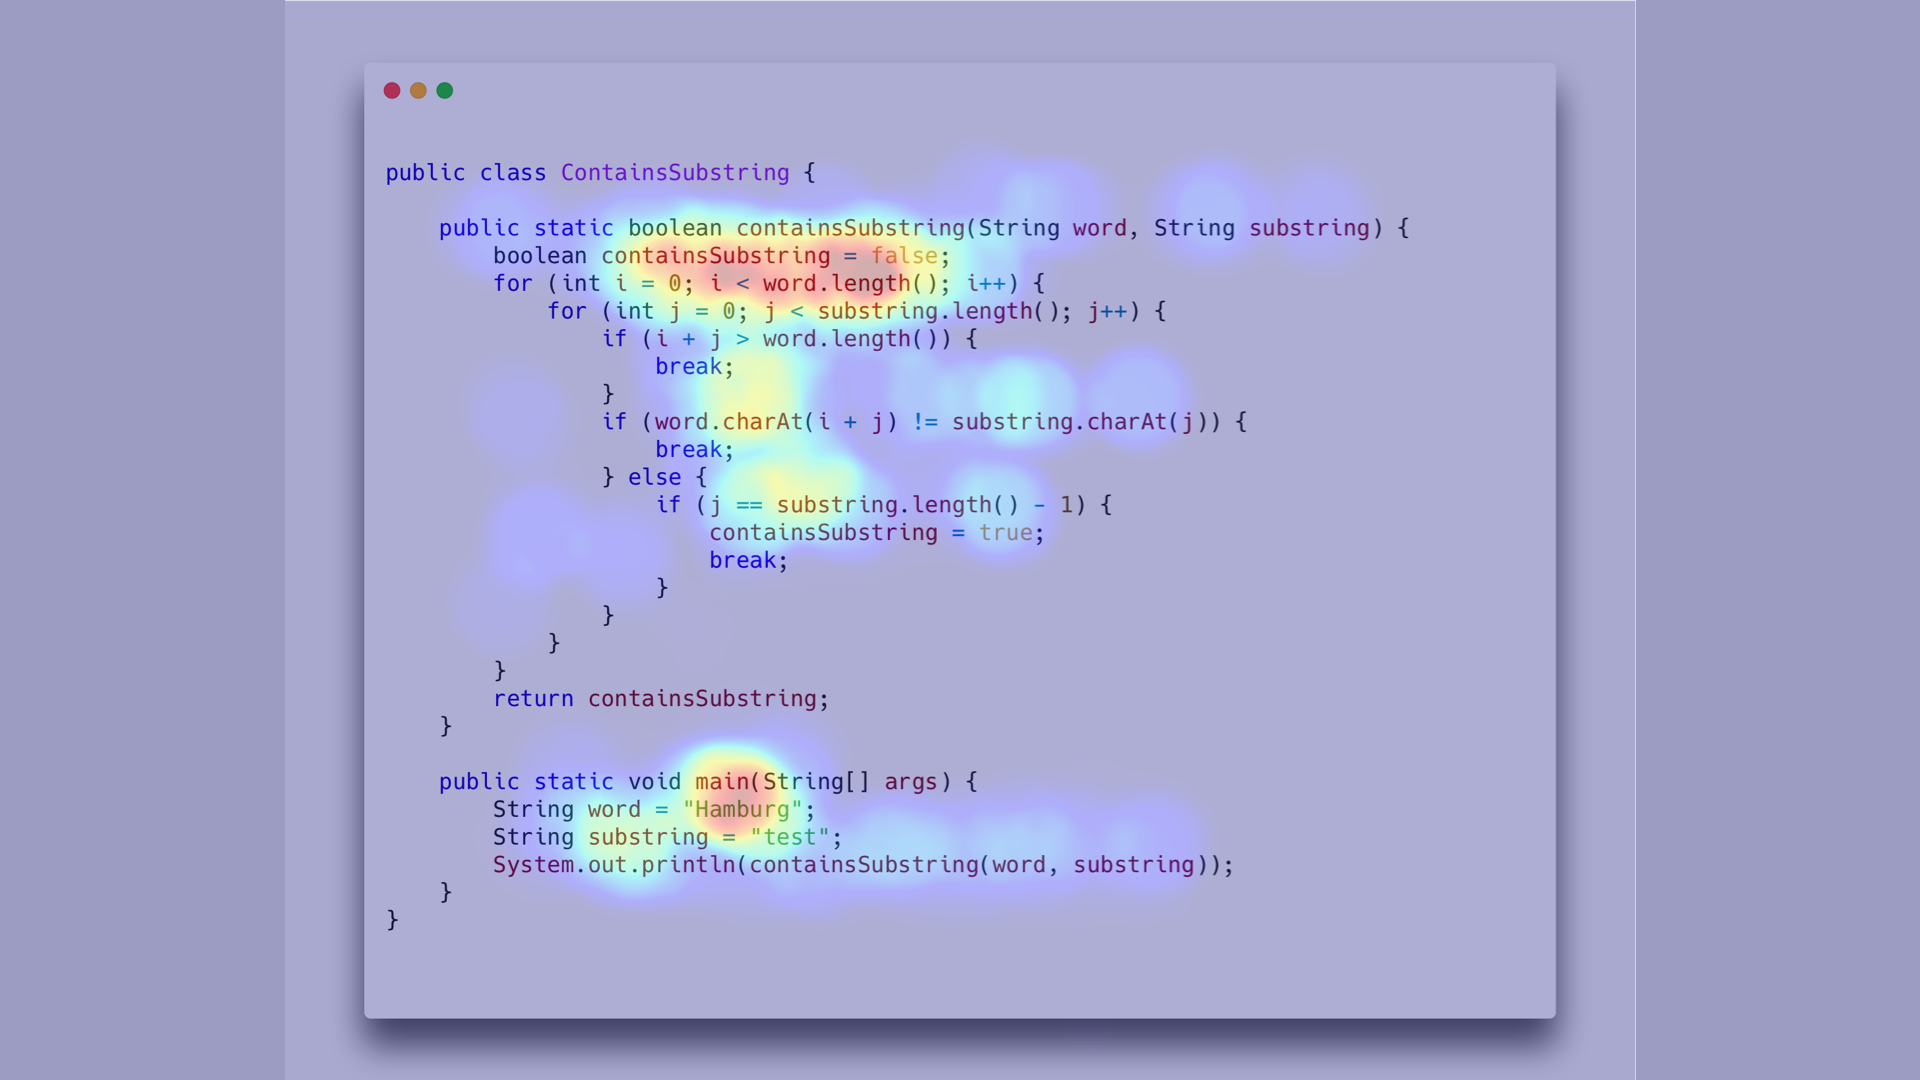 public class ContainsSubstring {
    public static boolean containsSubstring(String word, String substring) {
        boolean containsSubstring = false;
        for (int i = 0; i < word.length(); i++) {
            for (int j = 0; j < substring.length(); j++) {
                if (i + j > word.length()) {
                    break;
                }
                if (word.charAt(i + j) != substring.charAt(j)) {
                    break;
                } else {
                    if (j == substring.length() - 1) {
                        containsSubstring = true;
                        break;
                    }
                }
            }
        }
        return containsSubstring;
    }
    public static void main(String[] args) {
        String word = "Hamburg";
        String substring = "test";
        System.out.println(containsSubstring(word, substring));
    }
}